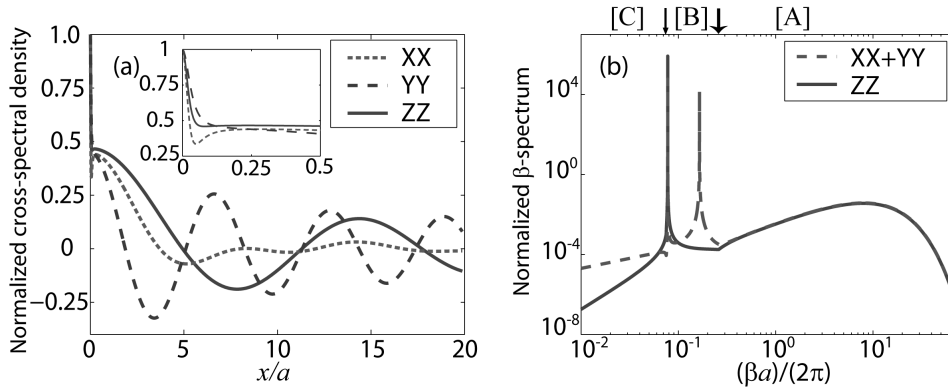 Normalized cross-spectral density
1.0
0.75
0.5
0.25
0
−0.25
0
5
10
15
20
x/a
(a)
1
0.75
0.5
0.25
0
0.25
0.5
XX
YY
ZZ
[C]
[B]
[A]
Normalized β-spectrum
10^4
10^0
10^-4
10^-8
10^-2
10^-1
10^0
10^1
(βa)/(2π)
(b)
XX+YY
ZZ